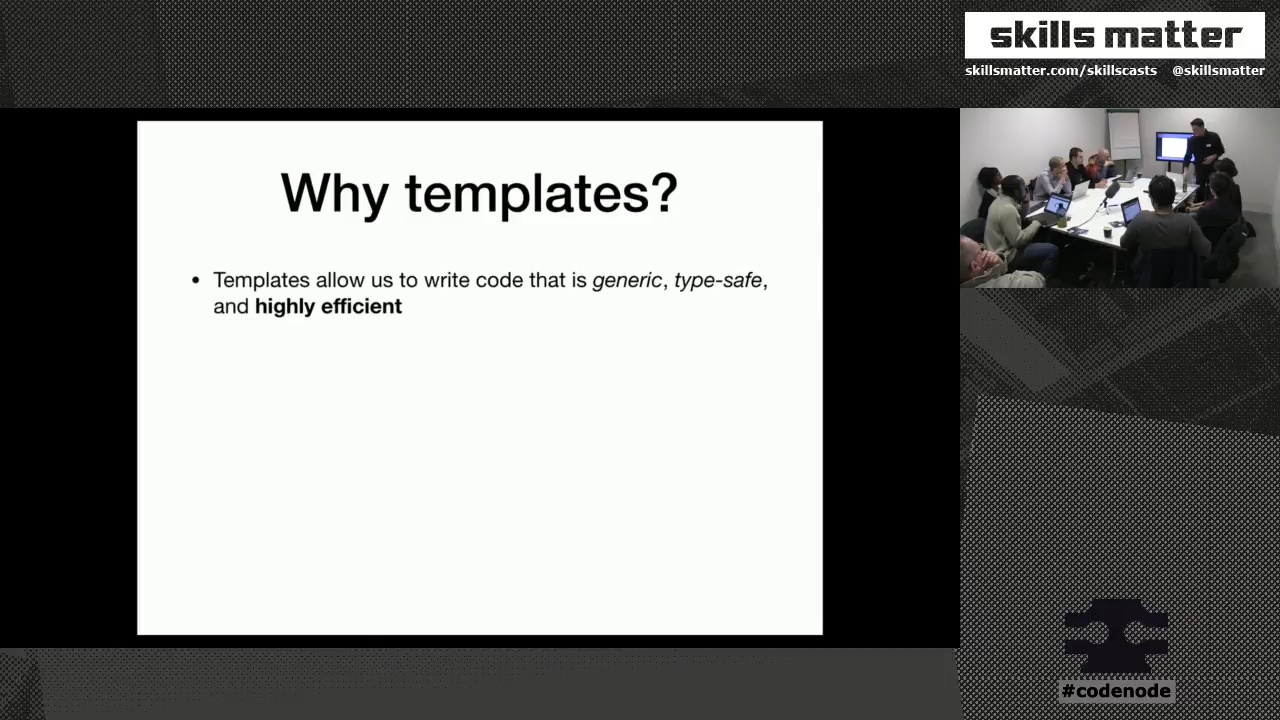 skills matter
skillsmatter.com/skillscasts @skillsmatter
Why templates?
• Templates allow us to write code that is generic, type-safe,
and highly efficient
#codenode